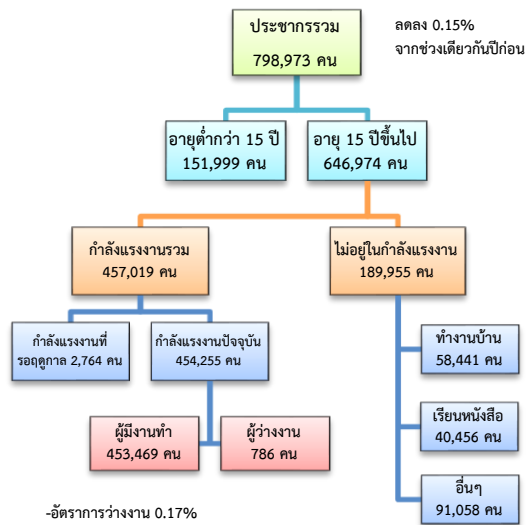 ประชากรรวม
798,973 คน
ลดลง 0.15%
จากช่วงเดียวกันปีก่อน
อายุต่ำกว่า 15 ปี
151,999 คน
อายุ 15 ปีขึ้นไป
646,974 คน
กำลังแรงงานรวม
457,019 คน
ไม่อยู่ในกำลังแรงงาน
189,955 คน
กำลังแรงงานที่
รอฤดูกาล 2,764 คน
กำลังแรงงานปัจจุบัน
454,255 คน
ทำงานบ้าน
58,441 คน
ผู้มีงานทำ
453,469 คน
ผู้ว่างงาน
786 คน
เรียนหนังสือ
40,456 คน
อื่นๆ
91,058 คน
-อัตราการว่างงาน 0.17%